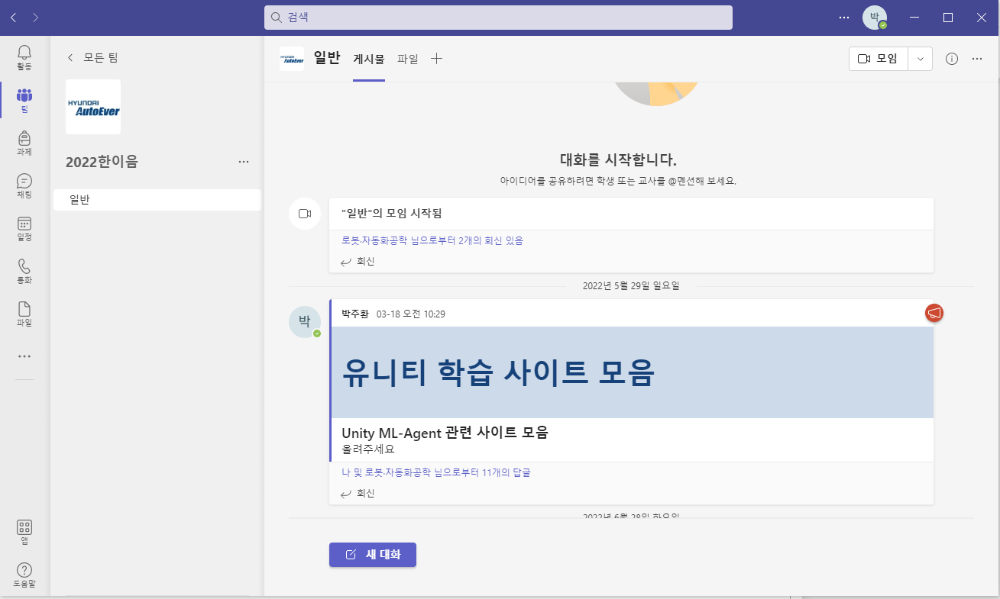 검색
박
활동
팀
과제
채팅
일정
통화
파일
앱
도움말
모든 팀
HYUNDAI
AutoEver
2022한이음
일반
HYUNDAI
AutoEver
일반 게시물 파일
모임
대화를 시작합니다.
아이디어를 공유하려면 학생 또는 교사를 @멘션해 보세요.
"일반"의 모임 시작됨
로봇·자동화공학 님으로부터 2개의 회신 있음
회신
2022년 5월 29일 일요일
박
박주환 03-18 오전 10:29
유니티 학습 사이트 모음
Unity ML-Agent 관련 사이트 모음
올려주세요
나 및 로봇·자동화공학 님으로부터 11개의 답글
회신
2022년 6월 28일 화요일
새 대화